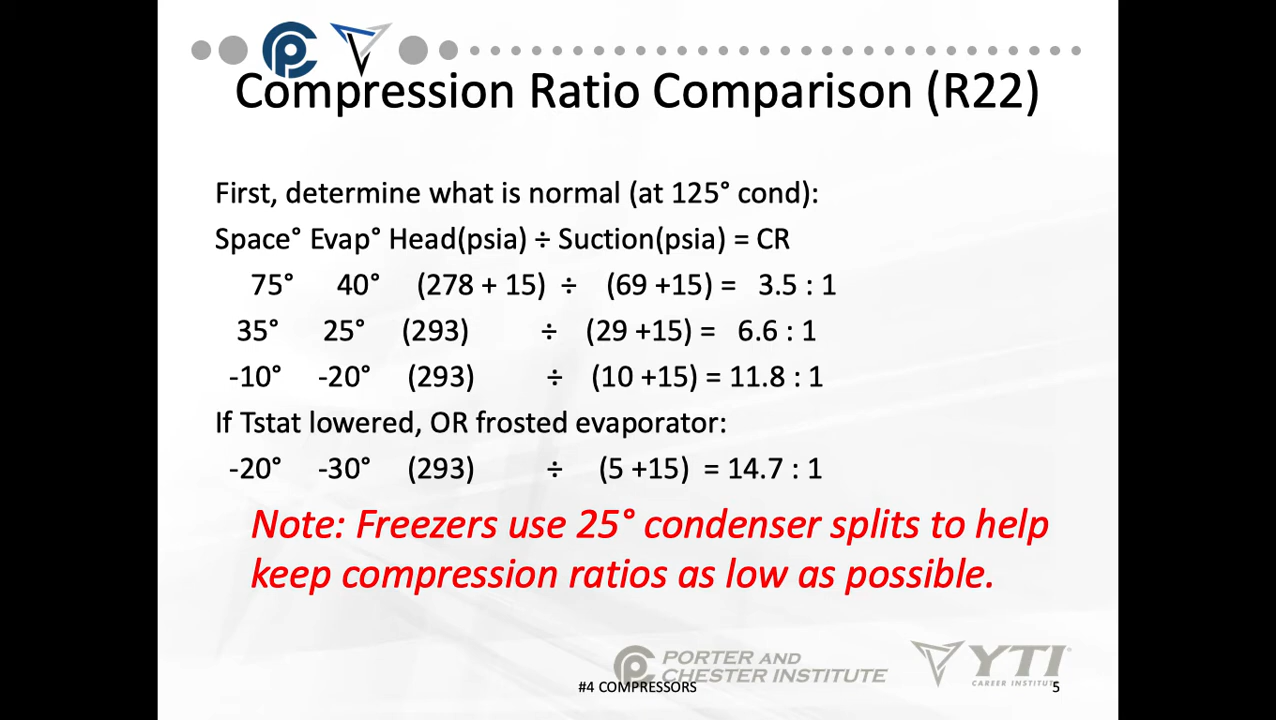 Compression Ratio Comparison (R22)
First, determine what is normal (at 125° cond):
Space° Evap° Head(psia) ÷ Suction(psia) = CR
75° 40° (278 + 15) ÷ (69 +15) = 3.5 : 1
35° 25° (293) ÷ (29 +15) = 6.6 : 1
-10° -20° (293) ÷ (10 +15) = 11.8 : 1
If Tstat lowered, OR frosted evaporator:
-20° -30° (293) ÷ (5 +15) = 14.7 : 1
Note: Freezers use 25° condenser splits to help
keep compression ratios as low as possible.
PORTER AND
CHESTER INSTITUTE
YTI®
CAREER INSTITUTE
#4 COMPRESSORS
5